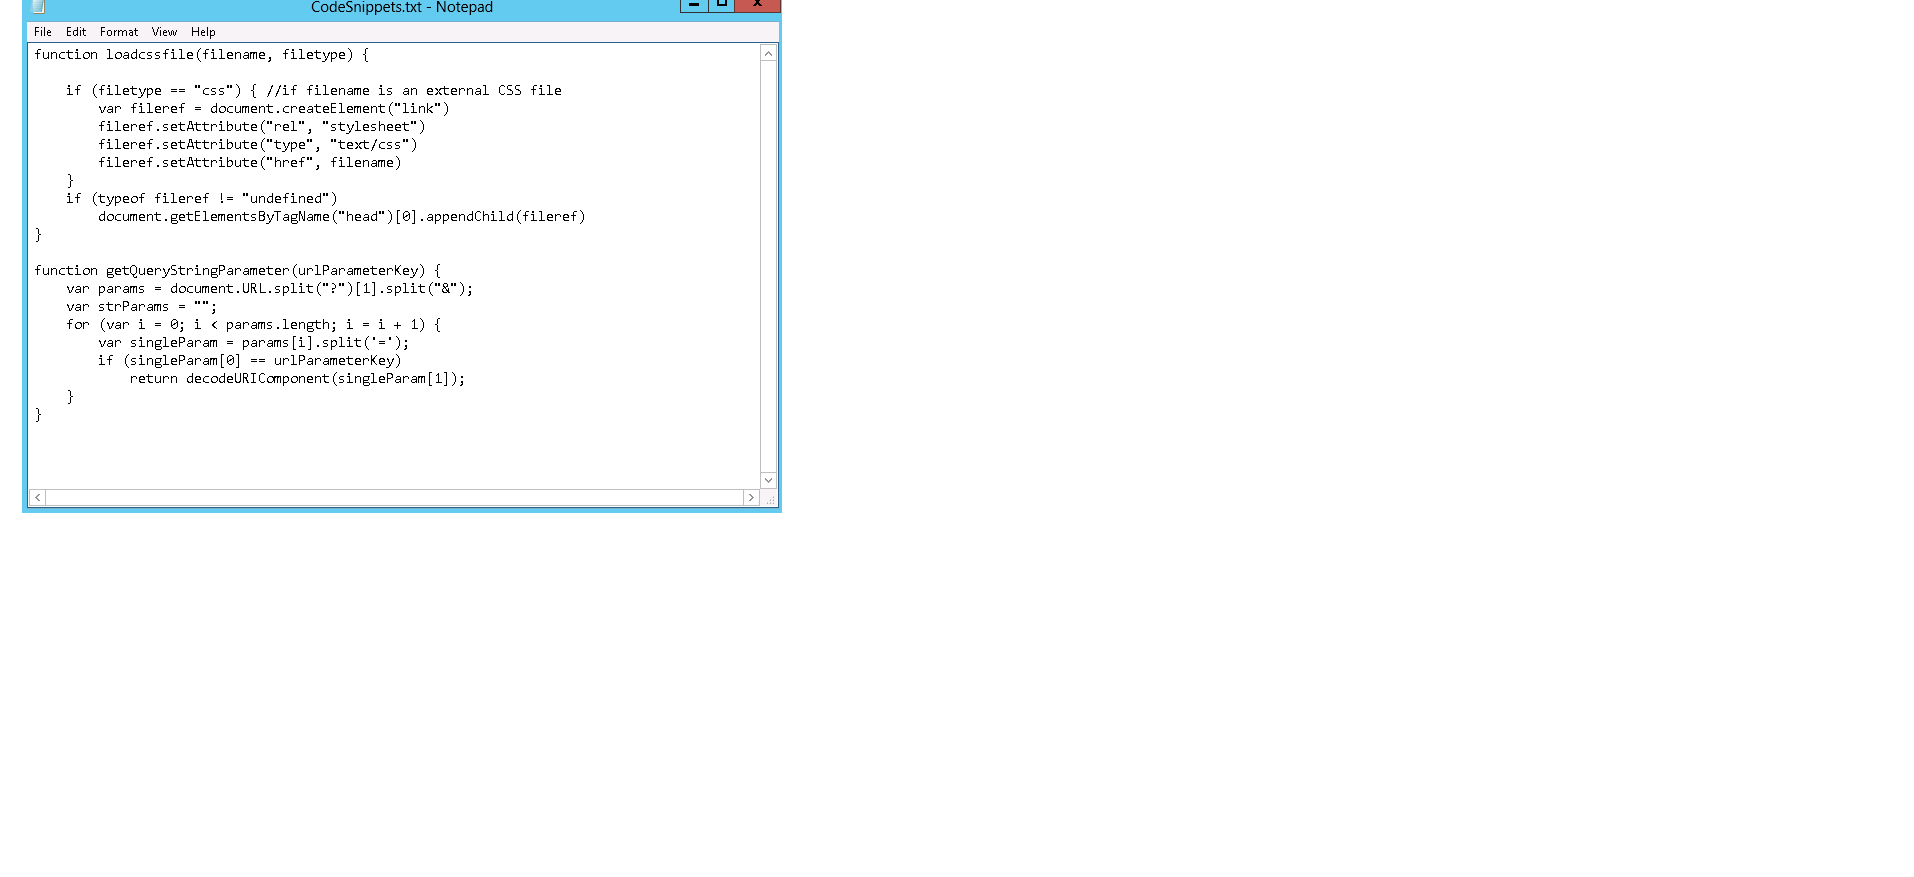 CodeSnippets.txt - Notepad
File Edit Format View Help
function loadcssfile(filename, filetype) {
    if (filetype == "css") { //if filename is an external CSS file
        var fileref = document.createElement("link")
        fileref.setAttribute("rel", "stylesheet")
        fileref.setAttribute("type", "text/css")
        fileref.setAttribute("href", filename)
    }
    if (typeof fileref != "undefined")
        document.getElementsByTagName("head")[0].appendChild(fileref)
}
function getQueryStringParameter(urlParameterKey) {
    var params = document.URL.split("?")[1].split("&");
    var strParams = "";
    for (var i = 0; i < params.length; i = i + 1) {
        var singleParam = params[i].split('=');
        if (singleParam[0] == urlParameterKey)
            return decodeURIComponent(singleParam[1]);
    }
}